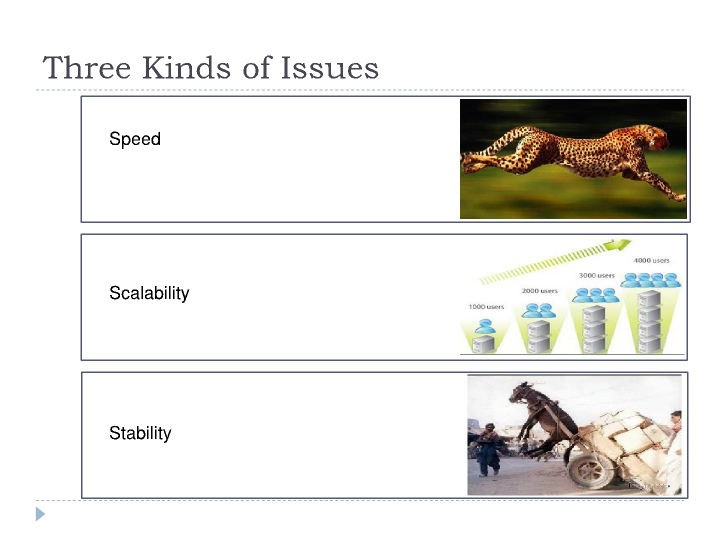 Three Kinds of Issues
Speed
Scalability
4000 users
3000 users
2000 users
1000 users
Stability